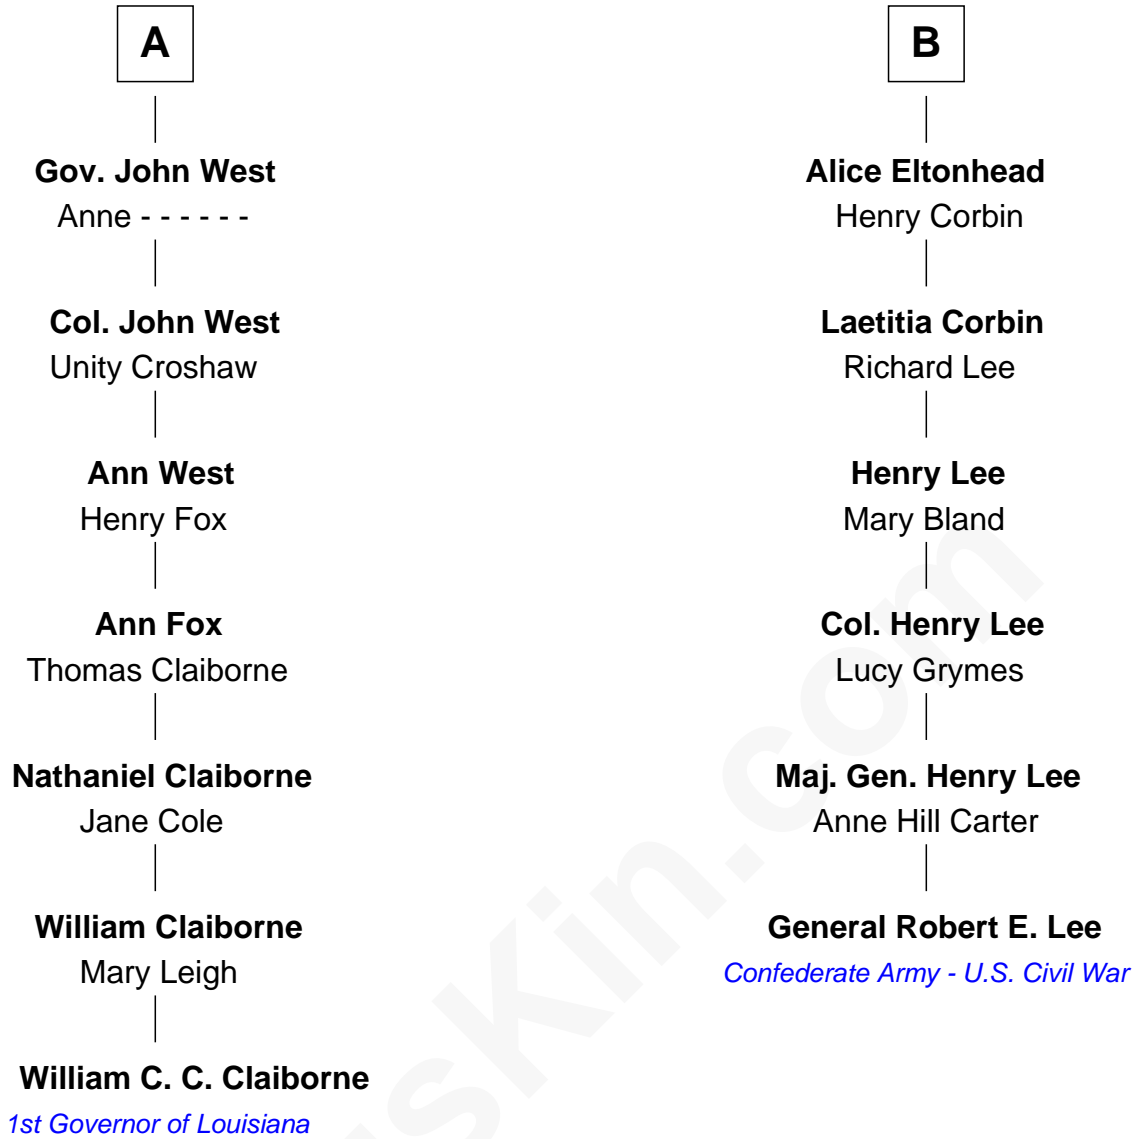 A
Gov. John West
Anne - - - - - -
Col. John West
Unity Croshaw
Ann West
Henry Fox
Ann Fox
Thomas Claiborne
Nathaniel Claiborne
Jane Cole
William Claiborne
Mary Leigh
William C. C. Claiborne
1st Governor of Louisiana
B
Alice Eltonhead
Henry Corbin
Laetitia Corbin
Richard Lee
Henry Lee
Mary Bland
Col. Henry Lee
Lucy Grymes
Maj. Gen. Henry Lee
Anne Hill Carter
General Robert E. Lee
Confederate Army - U.S. Civil War